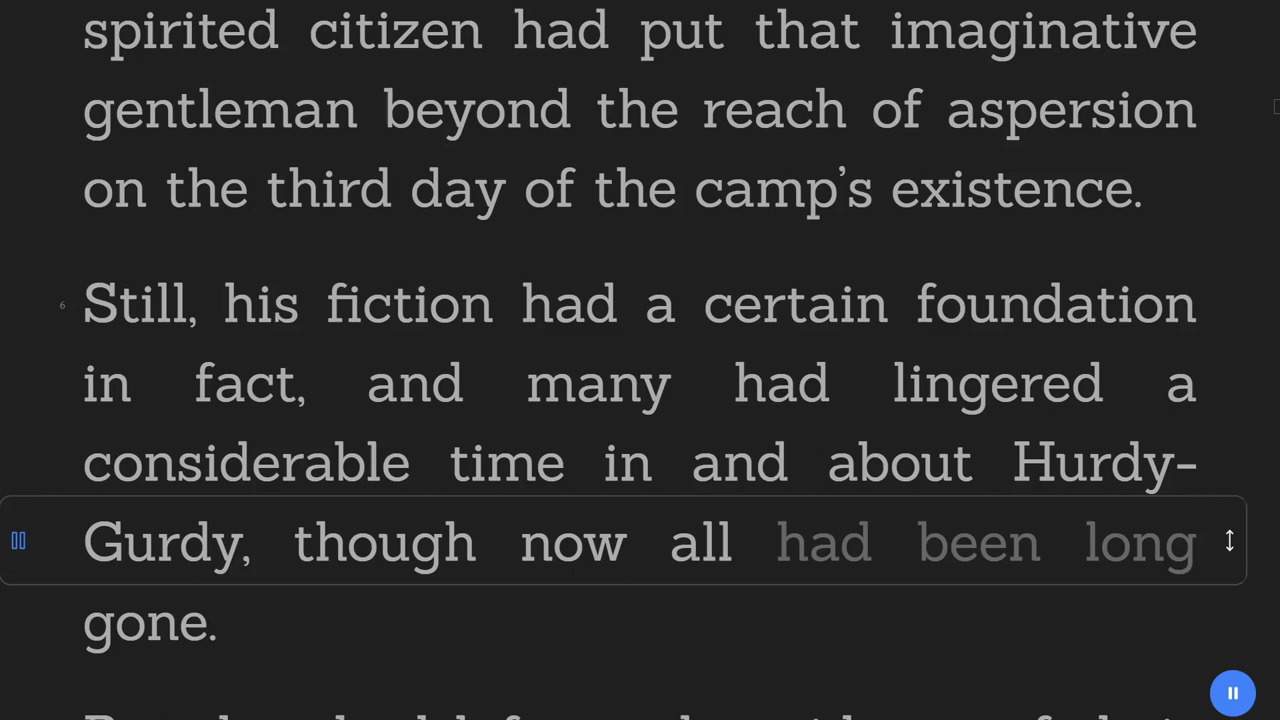 spirited citizen had put that imaginative
gentleman beyond the reach of aspersion
on the third day of the camp’s existence.
6
Still, his fiction had a certain foundation
in fact, and many had lingered a
considerable time in and about Hurdy-
Gurdy, though now all had been long
gone.